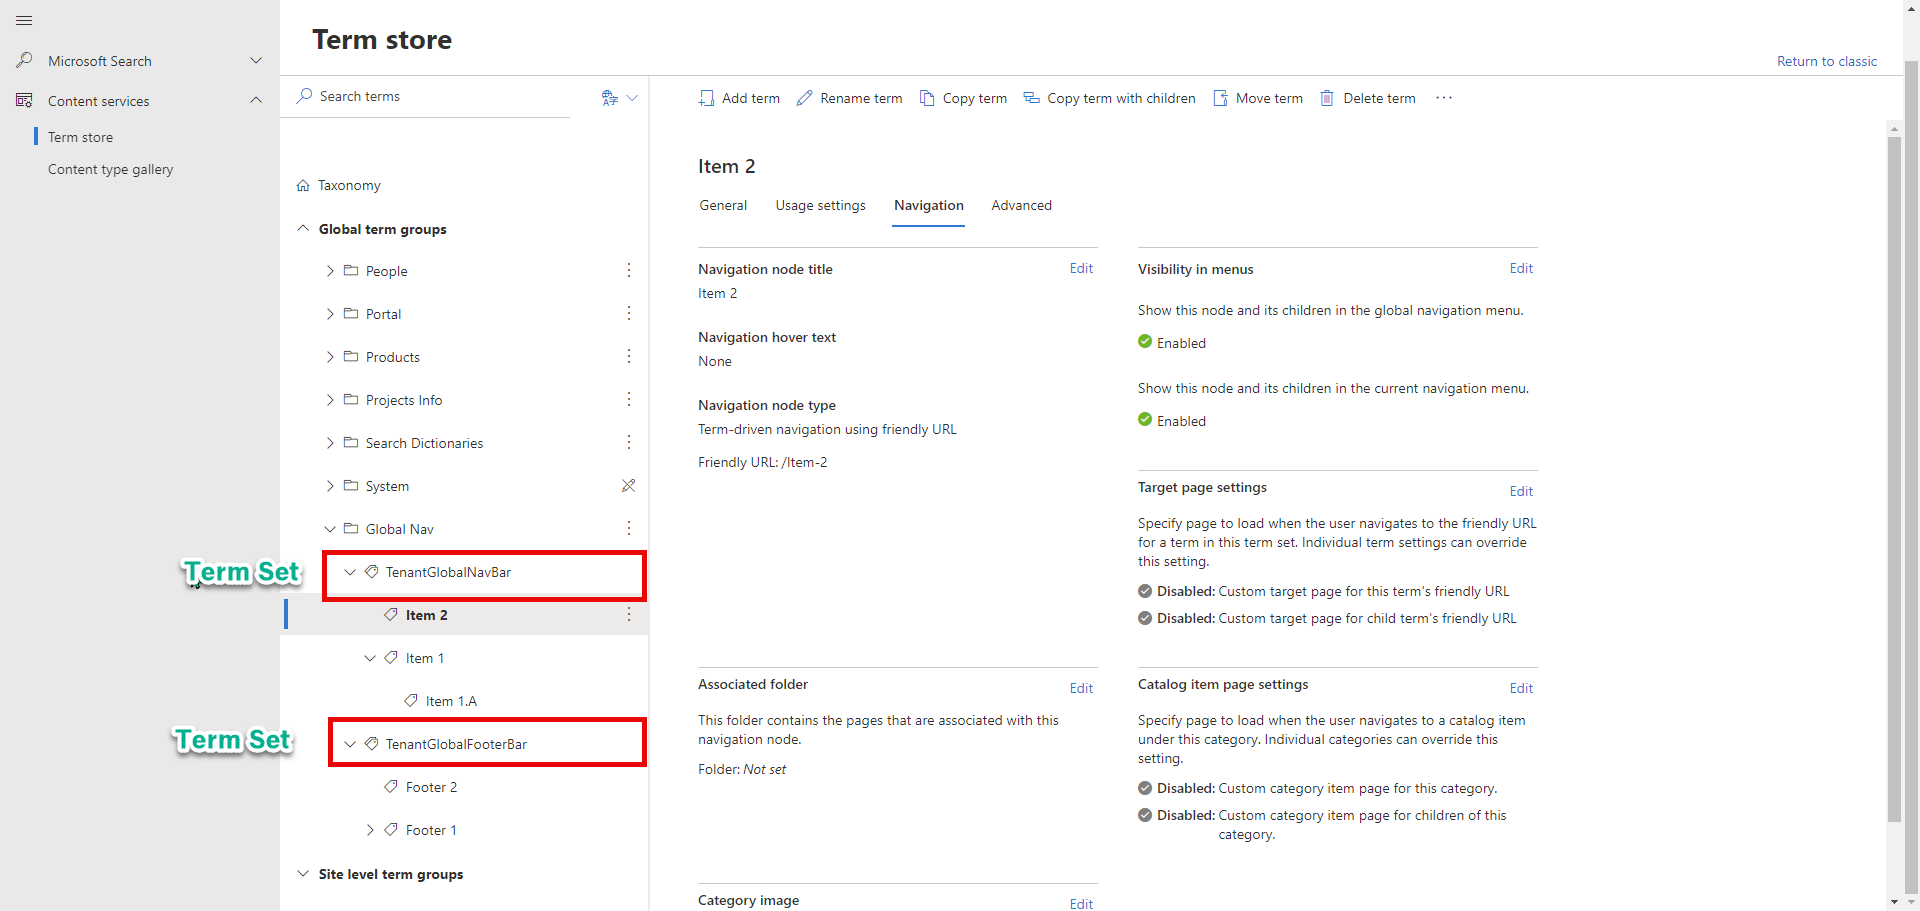 Term store
Return to classic
Microsoft Search
Content services
Term store
Content type gallery
Search terms
Add term
Rename term
Copy term
Copy term with children
Move term
Delete term
Taxonomy
Global term groups
People
Portal
Products
Projects Info
Search Dictionaries
System
Global Nav
Term Set
TenantGlobalNavBar
Item 2
Item 1
Item 1.A
Term Set
TenantGlobalFooterBar
Footer 2
Footer 1
Site level term groups
Item 2
General
Usage settings
Navigation
Advanced
Navigation node title
Edit
Item 2
Navigation hover text
None
Navigation node type
Term-driven navigation using friendly URL
Friendly URL: /Item-2
Visibility in menus
Edit
Show this node and its children in the global navigation menu.
Enabled
Show this node and its children in the current navigation menu.
Enabled
Target page settings
Edit
Specify page to load when the user navigates to the friendly URL
for a term in this term set. Individual term settings can override
this setting.
Disabled: Custom target page for this term's friendly URL
Disabled: Custom target page for child term's friendly URL
Associated folder
Edit
This folder contains the pages that are associated with this
navigation node.
Folder: Not set
Catalog item page settings
Edit
Specify page to load when the user navigates to a catalog item
under this category. Individual categories can override this
setting.
Disabled: Custom category item page for this category.
Disabled: Custom category item page for children of this
category.
Category image
Edit